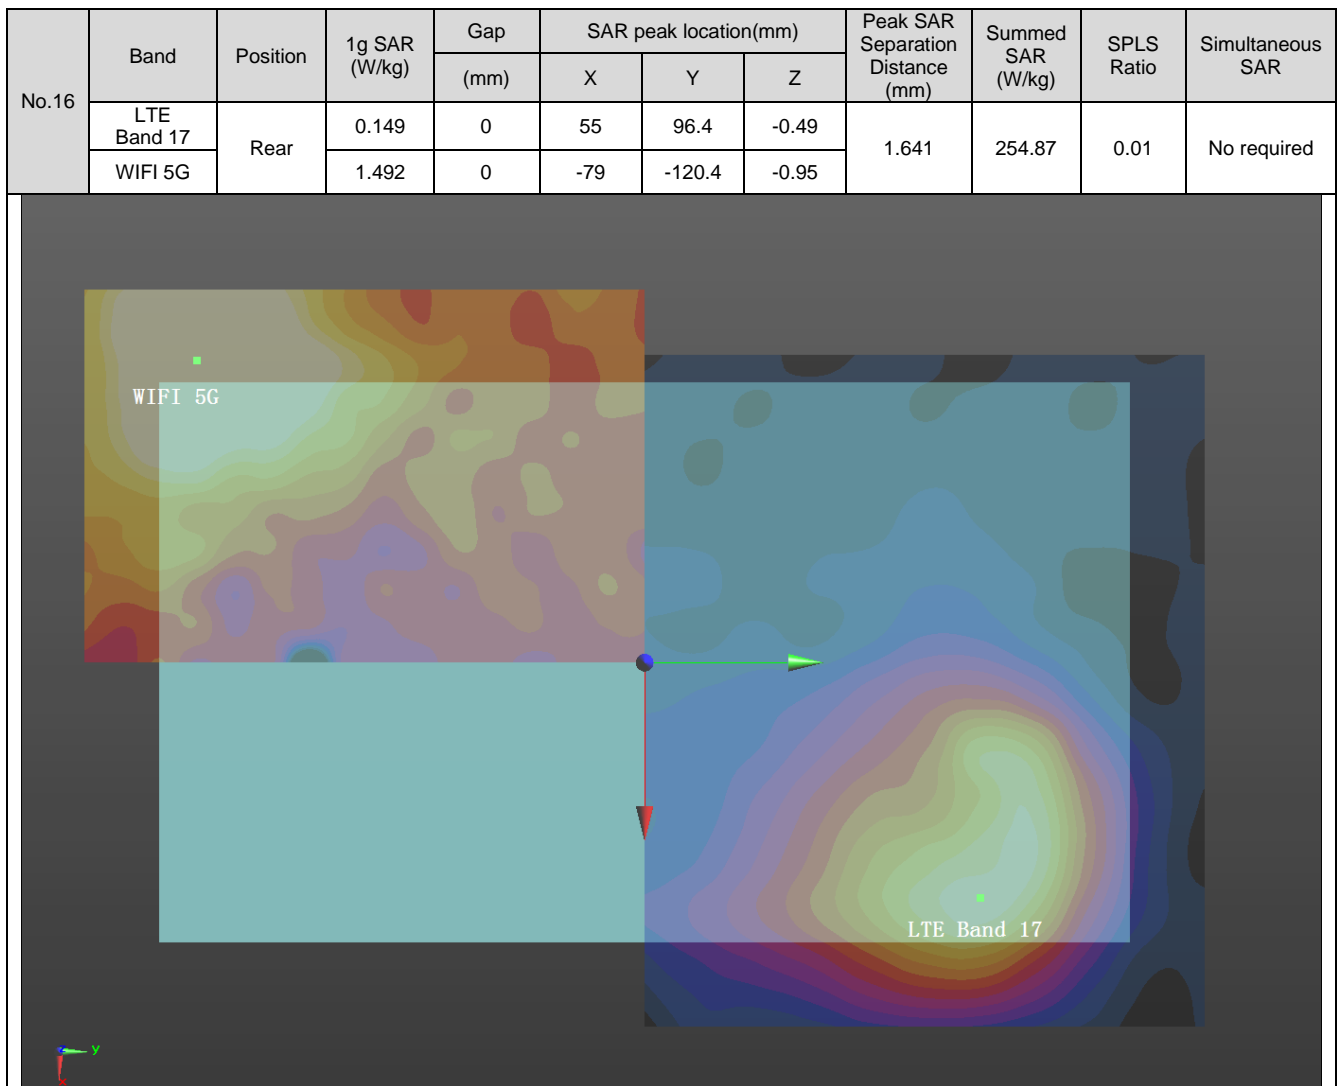 No.16 Band Position 1g SAR (W/kg) Gap SAR peak location(mm) Peak SAR Separation Distance (mm) Summed SAR (W/kg) SPLS Ratio Simultaneous SAR
(mm) X Y Z
LTE Band 17 Rear 0.149 0 55 96.4 -0.49 1.641 254.87 0.01 No required
WIFI 5G 1.492 0 -79 -120.4 -0.95
WIFI 5G
LTE Band 17
Y
X